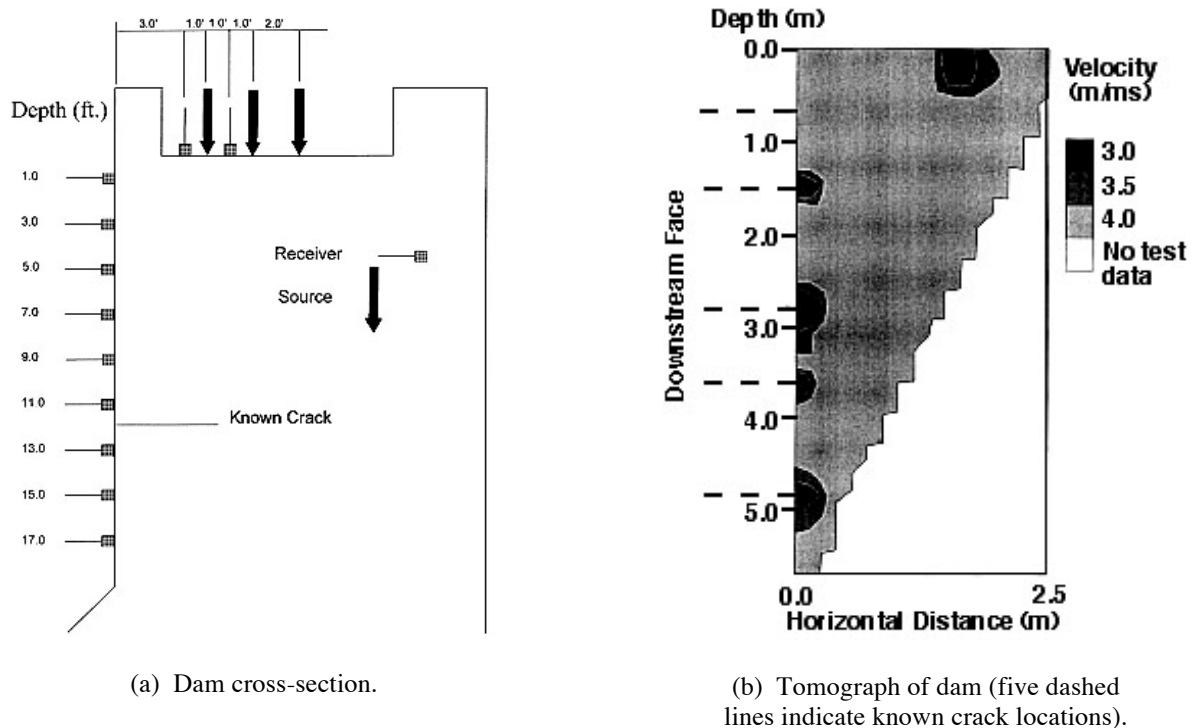 3.0' 1.0' 1.0' 1.0' 2.0'
Depth (ft.)
1.0
3.0
5.0
7.0
9.0
11.0
13.0
15.0
17.0
Receiver
Source
Known Crack
(a) Dam cross-section.
Depth (m)
0.0
1.0
2.0
3.0
4.0
5.0
Downstream Face
0.0 2.5
Horizontal Distance (m)
Velocity
(m/ms)
3.0
3.5
4.0
No test
data
(b) Tomograph of dam (five dashed
lines indicate known crack locations).